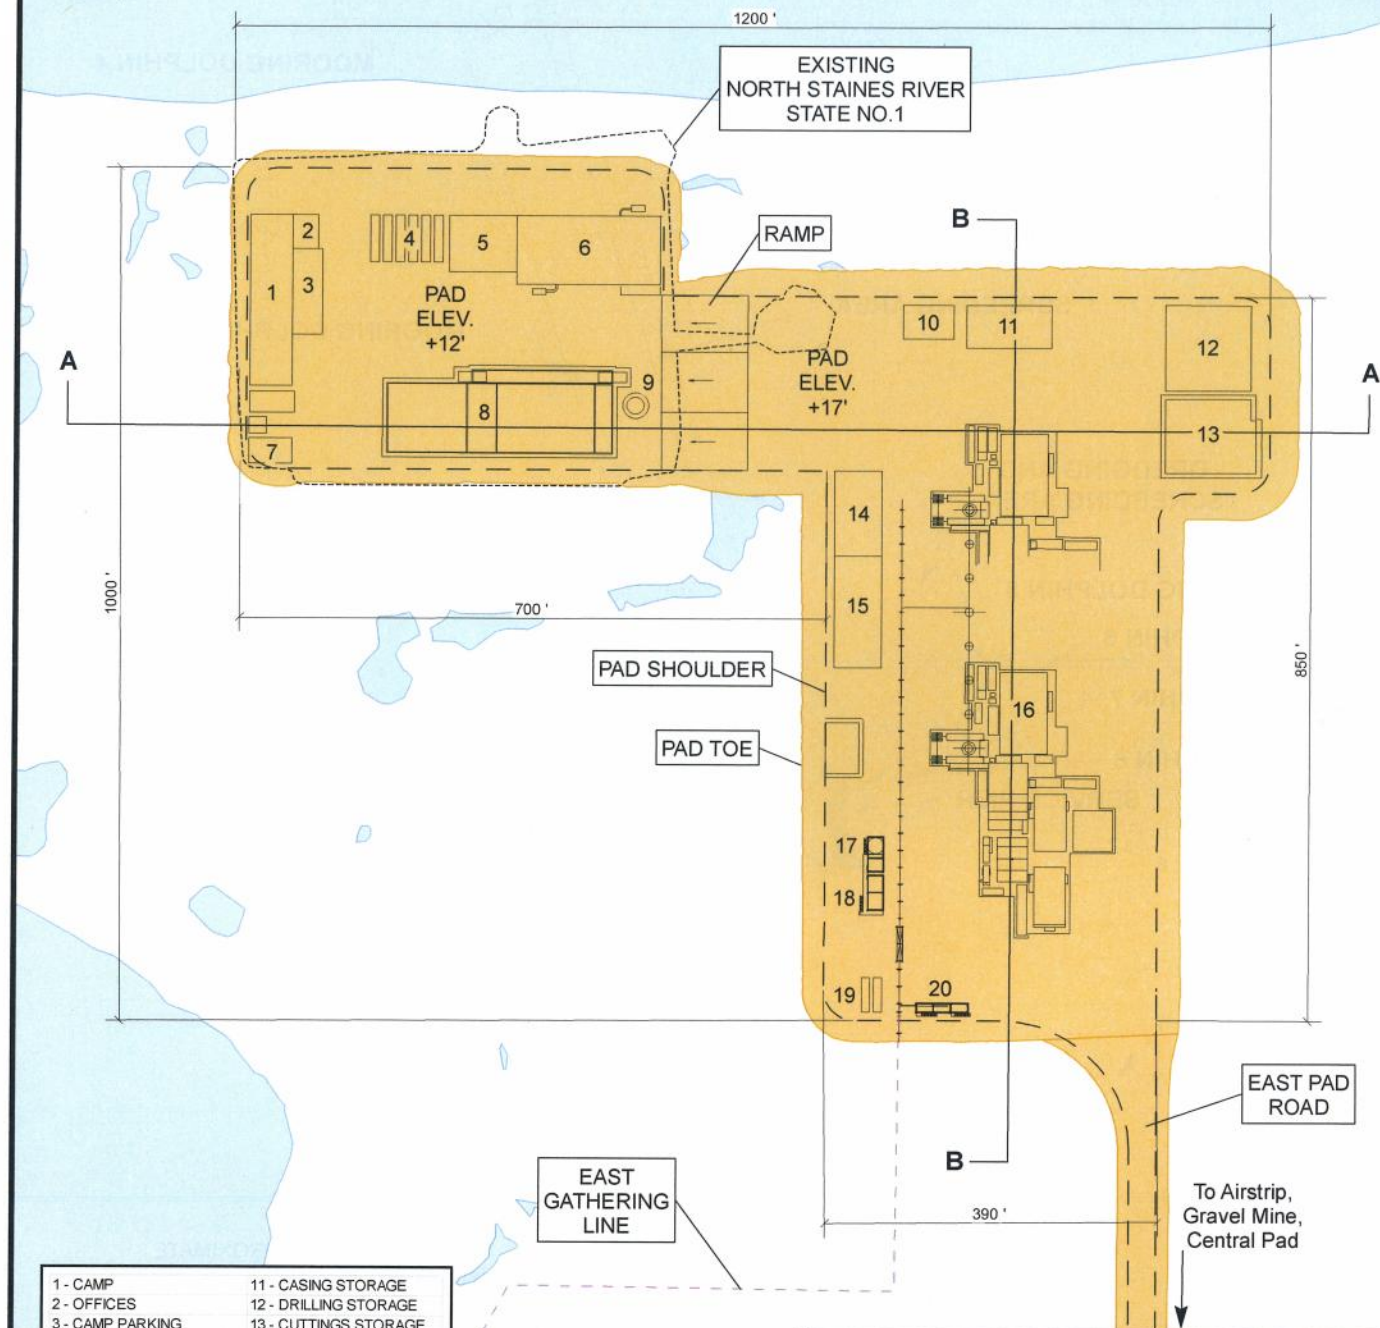 1200 '
EXISTING
NORTH STAINES RIVER
STATE NO.1
RAMP
B
2
4
5
6
1
3
PAD
ELEV.
+12'
10
11
12
A
9
PAD
ELEV.
+17'
A
8
13
7
14
1000 '
15
700 '
850 '
PAD SHOULDER
16
PAD TOE
17
18
19
20
EAST PAD
ROAD
B
EAST
GATHERING
LINE
390 '
To Airstrip,
Gravel Mine,
Central Pad
1 - CAMP
2 - OFFICES
3 - CAMP PARKING
11 - CASING STORAGE
12 - DRILLING STORAGE
13 - CUTTINGS STORAGE